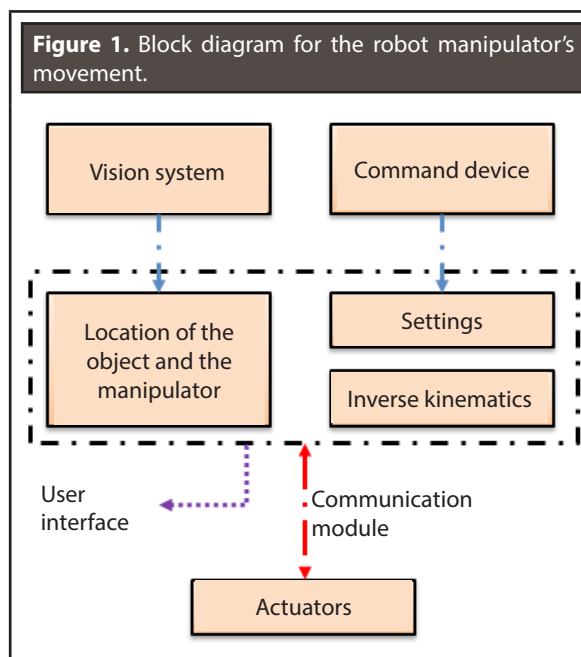 Figure 1. Block diagram for the robot manipulator's
movement.
Vision system
Command device
Location of the
object and the
manipulator
Settings
Inverse kinematics
User
interface
Communication
module
Actuators